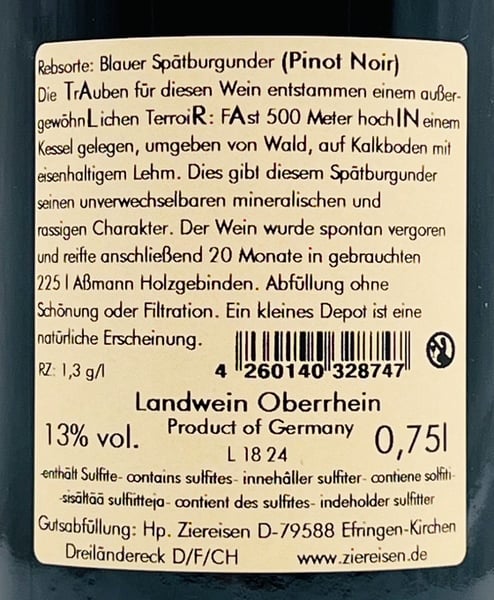 Rebsorte: Blauer Spätburgunder (Pinot Noir)
Die TrAuben für diesen Wein entstammen einem außer-
gewöhnLichen TerroiR: FAst 500 Meter hochIN einem
Kessel gelegen, umgeben von Wald, auf Kalkboden mit
eisenhaltigem Lehm. Dies gibt diesem Spätburgunder
seinen unverwechselbaren mineralischen und
rassigen Charakter. Der Wein wurde spontan vergoren
und reifte anschließend 20 Monate in gebrauchten
225 l Aßmann Holzgebinden. Abfüllung ohne
Schönung oder Filtration. Ein kleines Depot ist eine
natürliche Erscheinung.
RZ: 1,3 g/l
4 260140 328747
Landwein Oberrhein
13% vol. Product of Germany 0,75l
L 18 24
-enthält Sulfite- contains sulfites- innehåller sulfiter- contiene solfiti-
-sisältää sulfiitteja- contient des sulfites- indeholder sulfitter
Gutsabfüllung: Hp. Ziereisen D-79588 Efringen-Kirchen
Dreiländereck D/F/CH www.ziereisen.de